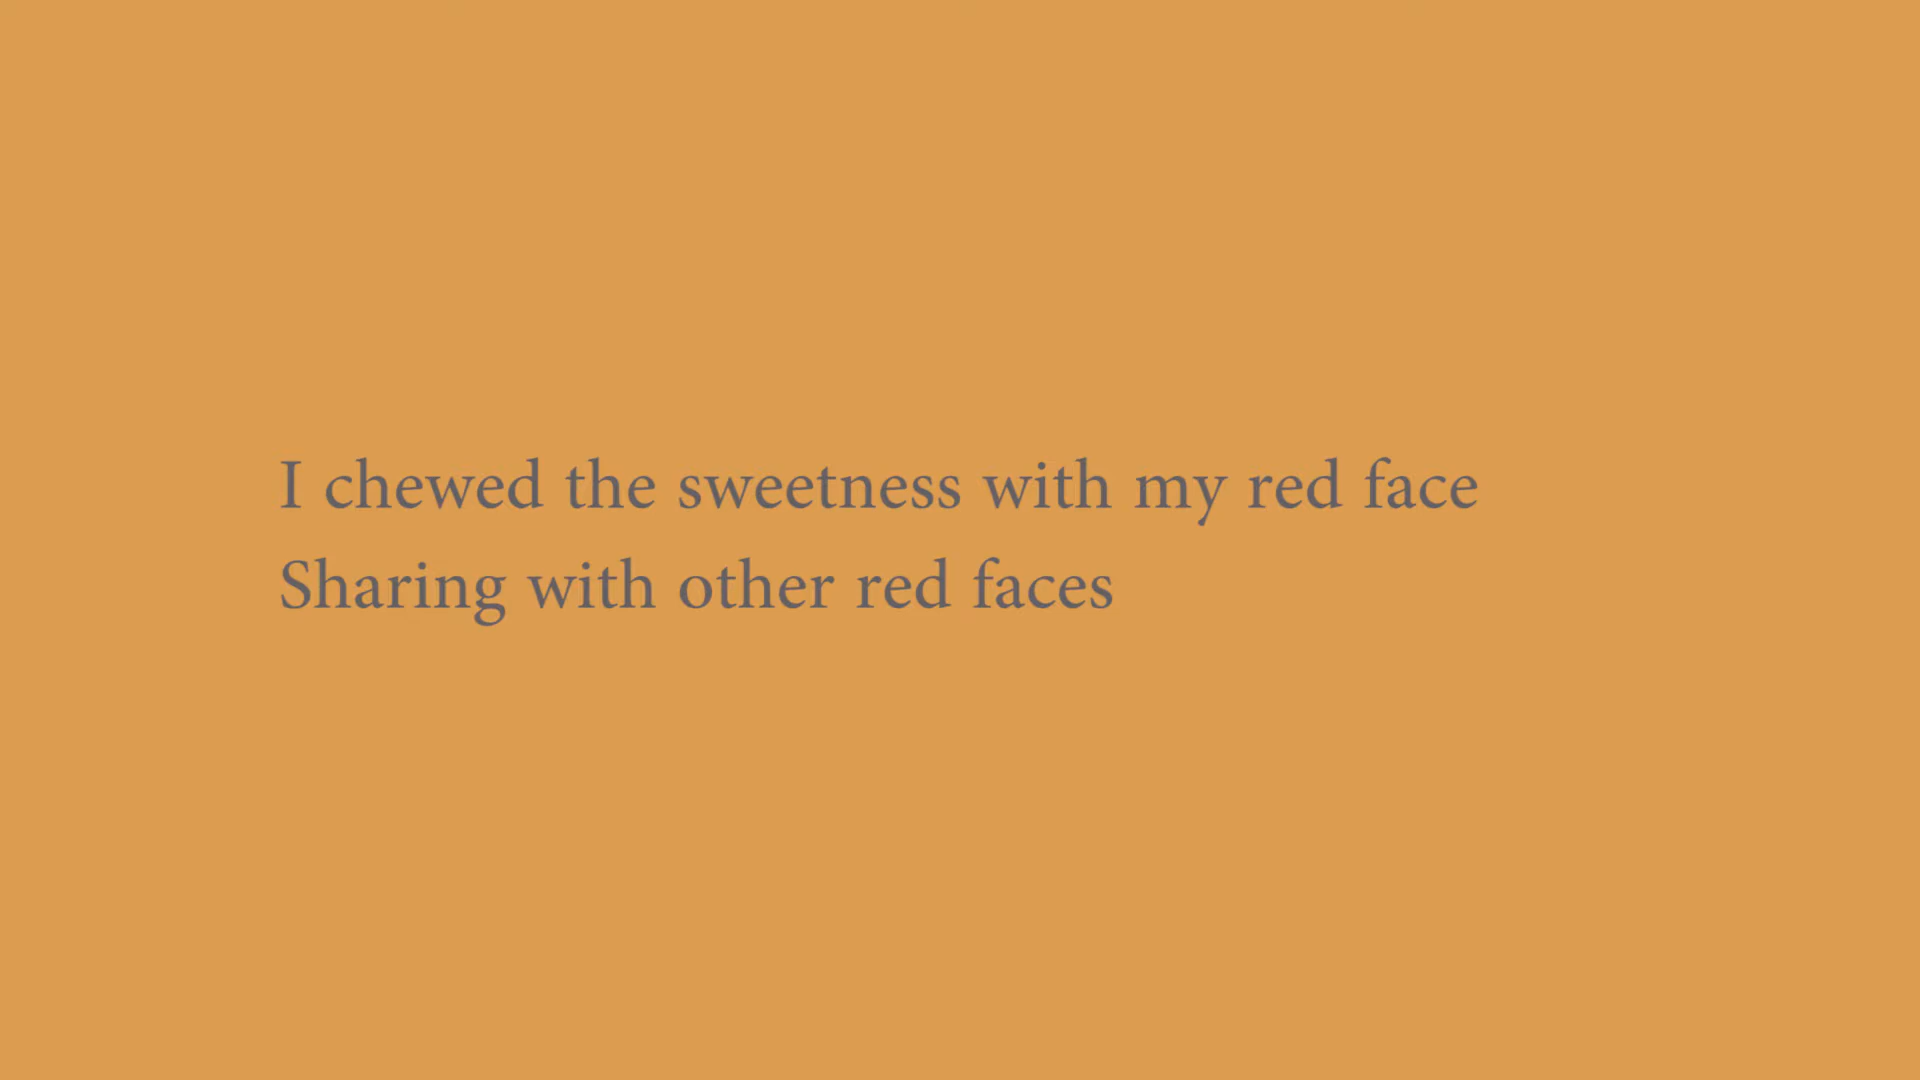 I chewed the sweetness with my red face
Sharing with other red faces